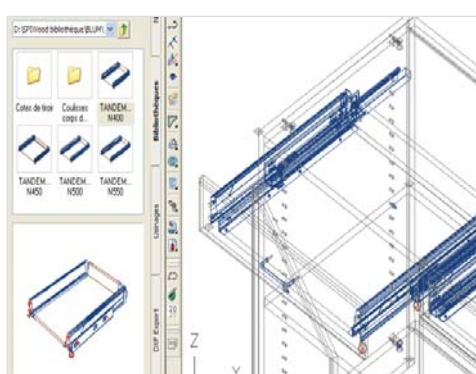 D:\SPI\Wood bibliothèque\BLUM\
Cotes de tiroir
Coulisses corps d...
TANDEM... N400
TANDEM... N450
TANDEM... N500
TANDEM... N550
Bibliothèques
Usinages
DXF Export
Z
Y